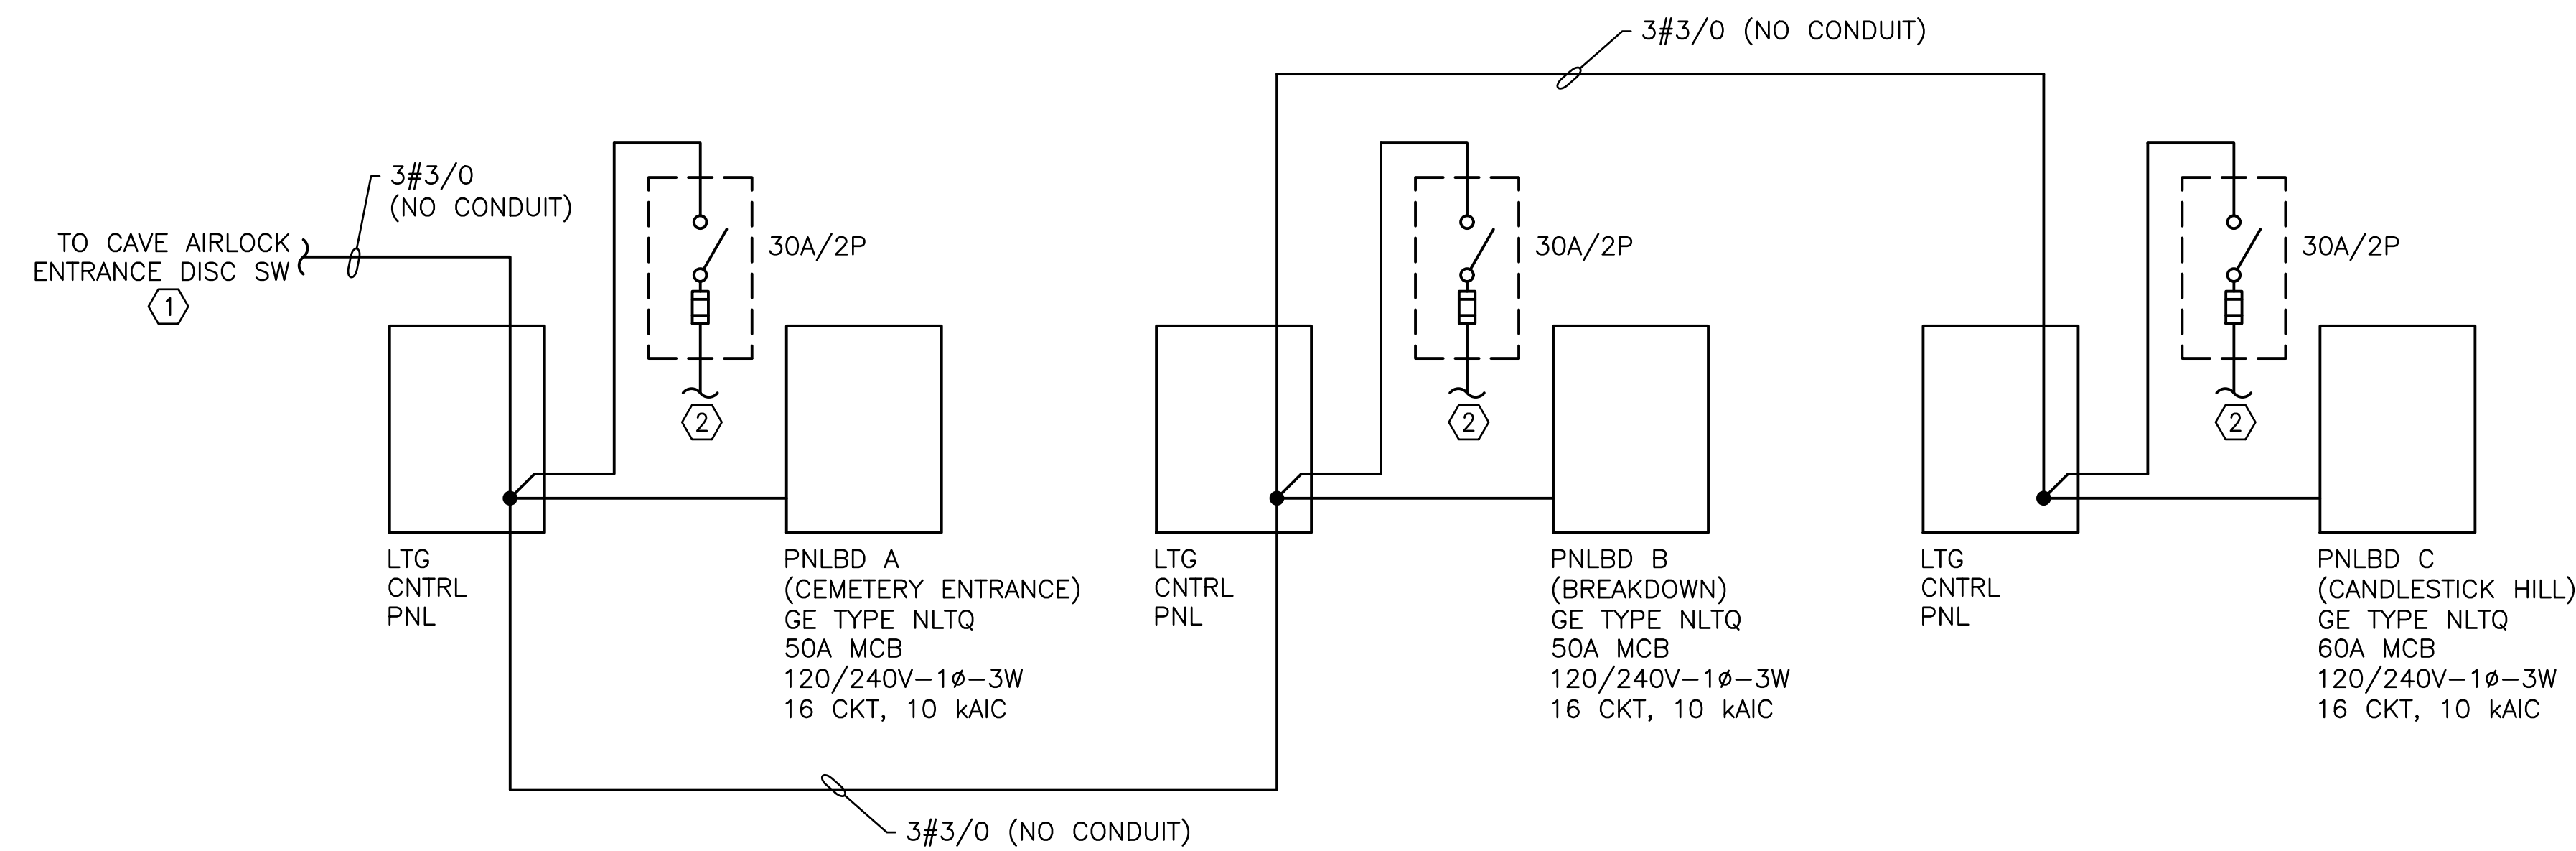 3#3/0 (NO CONDUIT)
3#3/0
(NO CONDUIT)
TO CAVE AIRLOCK
ENTRANCE DISC SW
1
30A/2P
30A/2P
30A/2P
2
2
2
LTG
CNTRL
PNL
PNLBD A
(CEMETERY ENTRANCE)
GE TYPE NLTQ
50A MCB
120/240V-1ø-3W
16 CKT, 10 kAIC
LTG
CNTRL
PNL
PNLBD B
(BREAKDOWN)
GE TYPE NLTQ
50A MCB
120/240V-1ø-3W
16 CKT, 10 kAIC
LTG
CNTRL
PNL
PNLBD C
(CANDLESTICK HILL)
GE TYPE NLTQ
60A MCB
120/240V-1ø-3W
16 CKT, 10 kAIC
3#3/0 (NO CONDUIT)